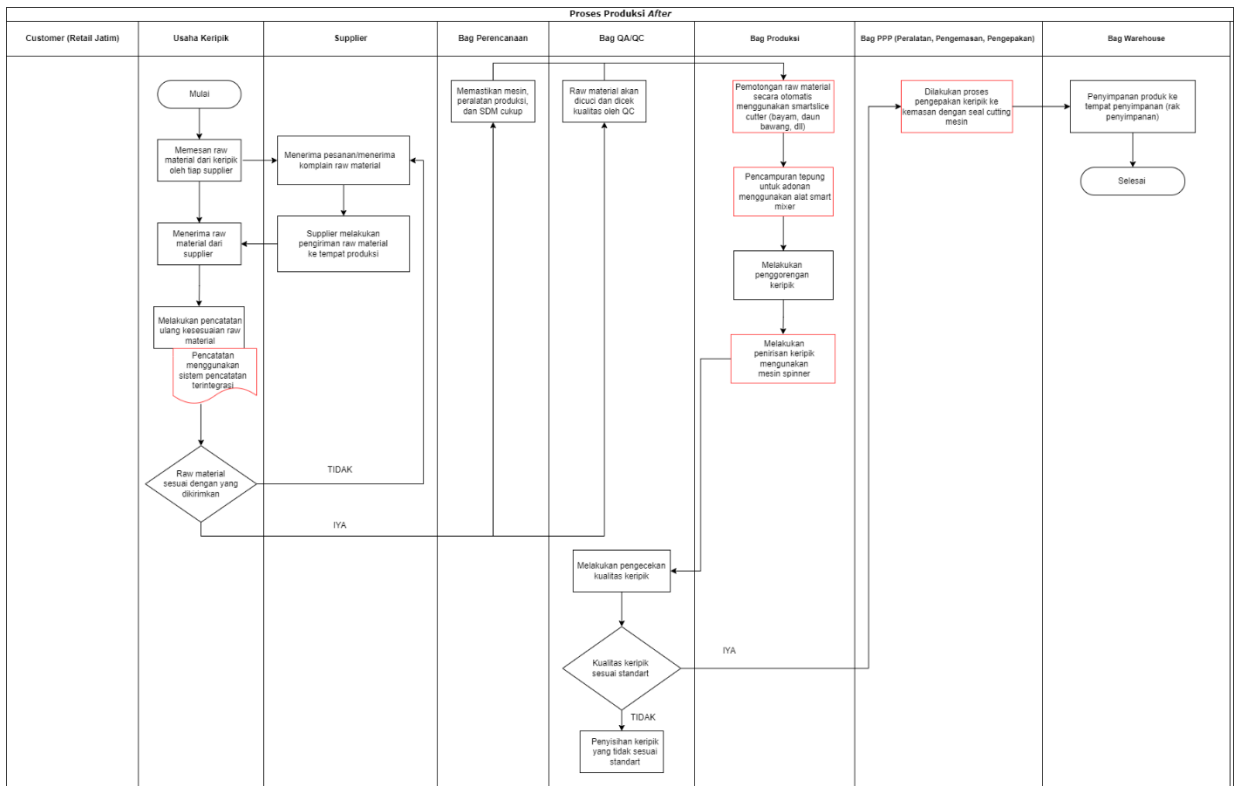 Proses Produksi After
Customer (Retail Jatim)
Usaha Keripik
Supplier
Bag Perencanaan
Bag QA/QC
Bag Produksi
Bag PPP (Peralatan, Pengemasan, Pengepakan)
Bag Warehouse
Mulai
Memesan raw
material dari keripik
oleh tiap supplier
Menerima pesanan/menerima
komplain raw material
Menerima raw
material dari
supplier
Supplier melakukan
pengiriman raw material
ke tempat produksi
Melakukan pencatatan
ulang kesesuaian raw
material
Pencatatan
menggunakan
sistem pencatatan
terintegrasi
Raw material
sesuai dengan yang
dikirimkan
TIDAK
IYA
Memastikan mesin,
peralatan produksi,
dan SDM cukup
Raw material akan
dicuci dan dicek
kualitas oleh QC
Pemotongan raw material
secara otomatis
menggunakan smartslice
cutter (bayam, daun
bawang, dll)
Pencampuran tepung
untuk adonan
menggunakan alat smart
mixer
Melakukan
penggorengan
keripik
Melakukan
penirisan keripik
mengunakan
mesin spinner
Melakukan pengecekan
kualitas keripik
Kualitas keripik
sesuai standart
IYA
TIDAK
Penyisihan keripik
yang tidak sesuai
standart
Dilakukan proses
pengepakan keripik ke
kemasan dengan seal cutting
mesin
Penyimpanan produk ke
tempat penyimpanan (rak
penyimpanan)
Selesai